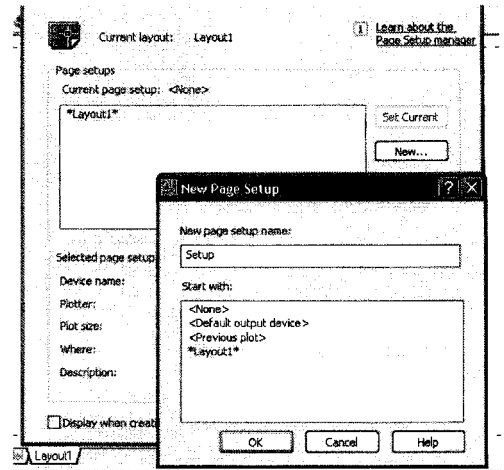 Current layout: Layout1
Learn about the
Page Setup manager
Page setups
Current page setup: <None>
*Layout1*
Set Current
New...
New Page Setup
New page setup name:
Setup
Start with:
<None>
<Default output device>
<Previous plot>
*Layout1*
Selected page setup
Device name:
Plotter:
Plot size:
Where:
Description:
Display when creat
OK Cancel Help
Layout1